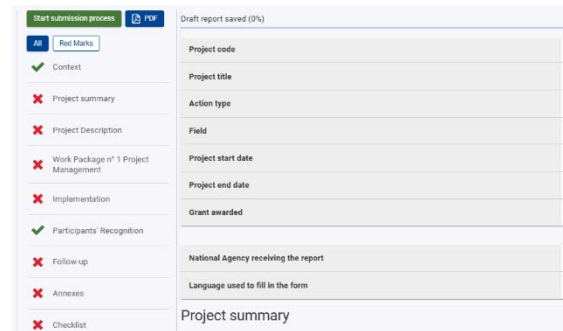 Start submission process
PDF
All
Red Marks
Context
Project summary
Project Description
Work Package n° 1 Project
Management
Implementation
Participants' Recognition
Follow-up
Annexes
Checklist
Draft report saved (0%)
Project code
Project title
Action type
Field
Project start date
Project end date
Grant awarded
National Agency receiving the report
Language used to fill in the form
Project summary